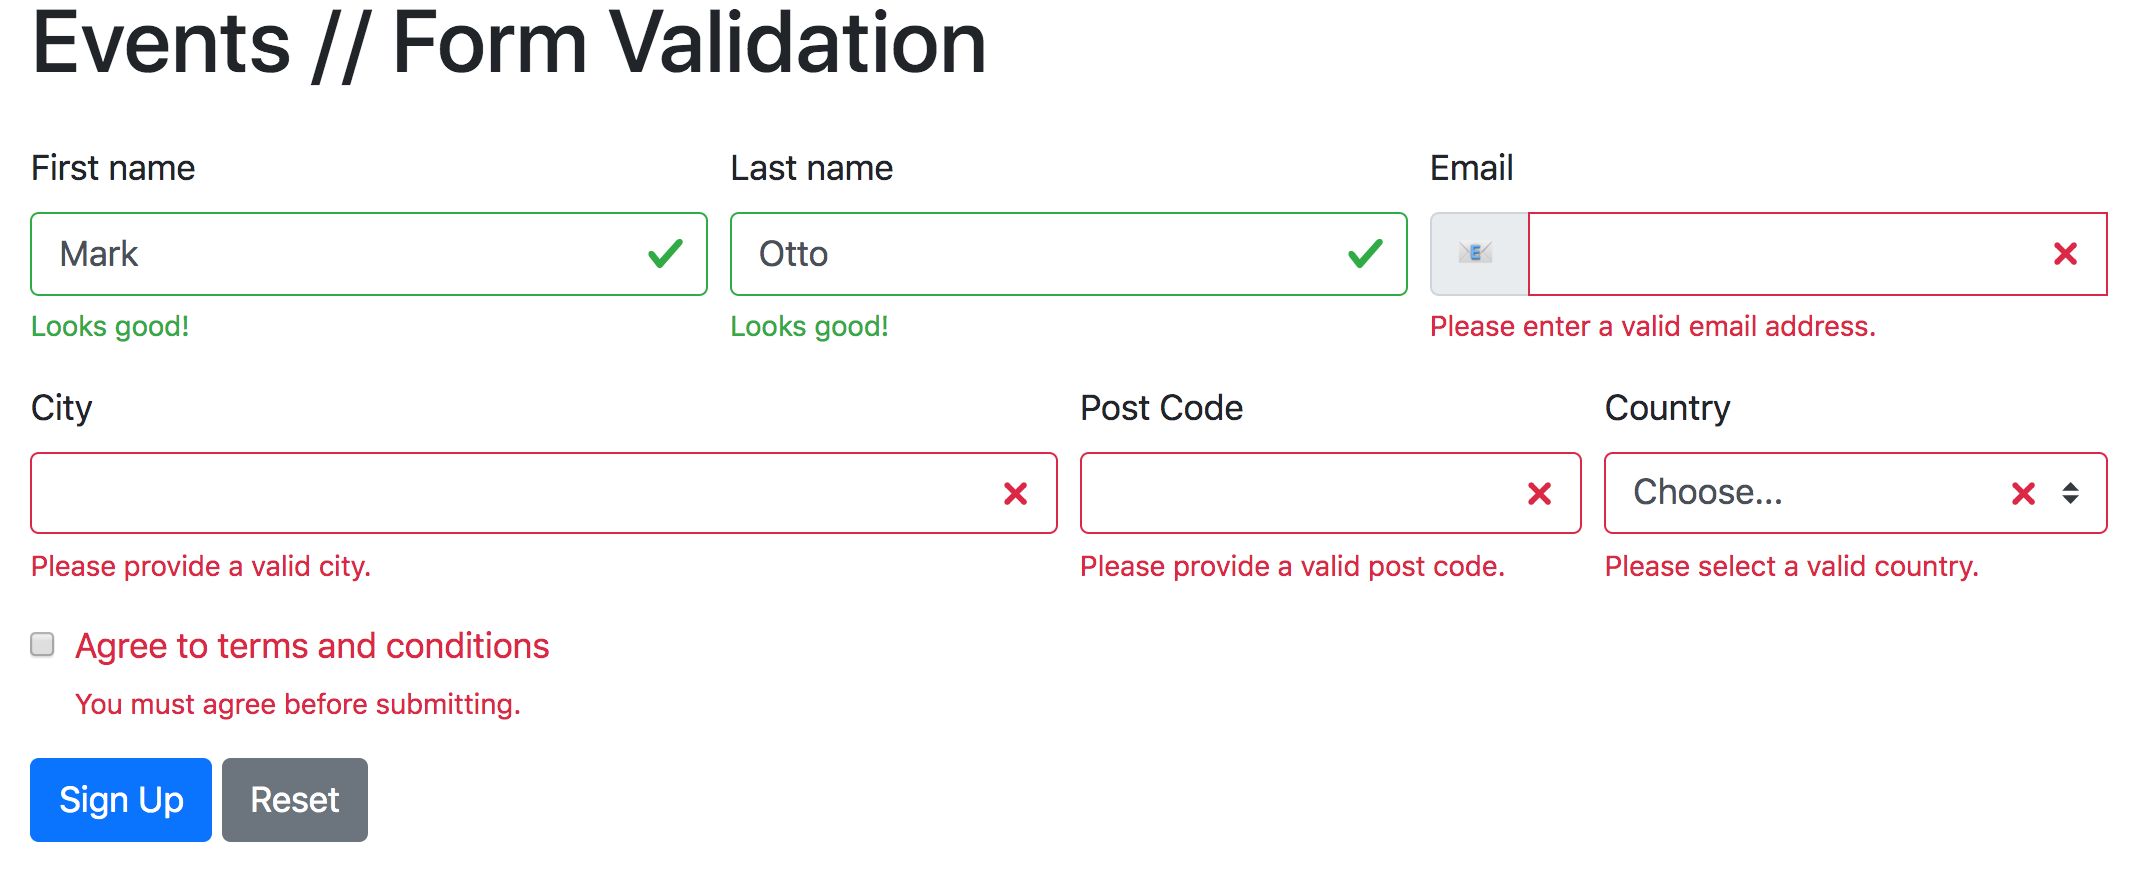 Events // Form Validation
First name
Last name
Email
Mark
Otto
Looks good!
Looks good!
Please enter a valid email address.
City
Post Code
Country
Choose...
Please provide a valid city.
Please provide a valid post code.
Please select a valid country.
Agree to terms and conditions
You must agree before submitting.
Sign Up
Reset